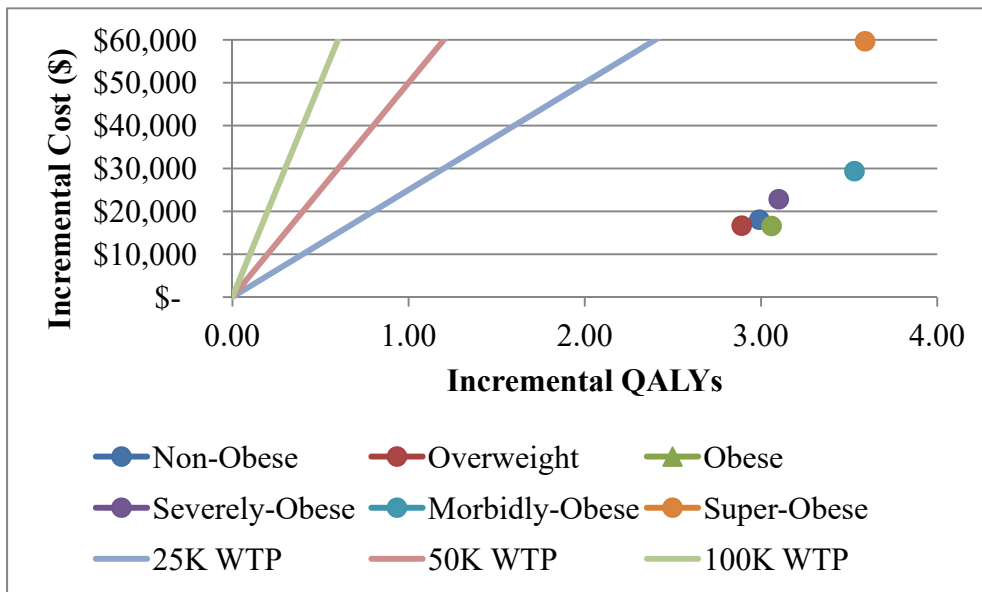 Incremental Cost ($)
$60,000
$50,000
$40,000
$30,000
$20,000
$10,000
$-
0.00 1.00 2.00 3.00 4.00
Incremental QALYs
Non-Obese Overweight Obese
Severely-Obese Morbidly-Obese Super-Obese
25K WTP 50K WTP 100K WTP